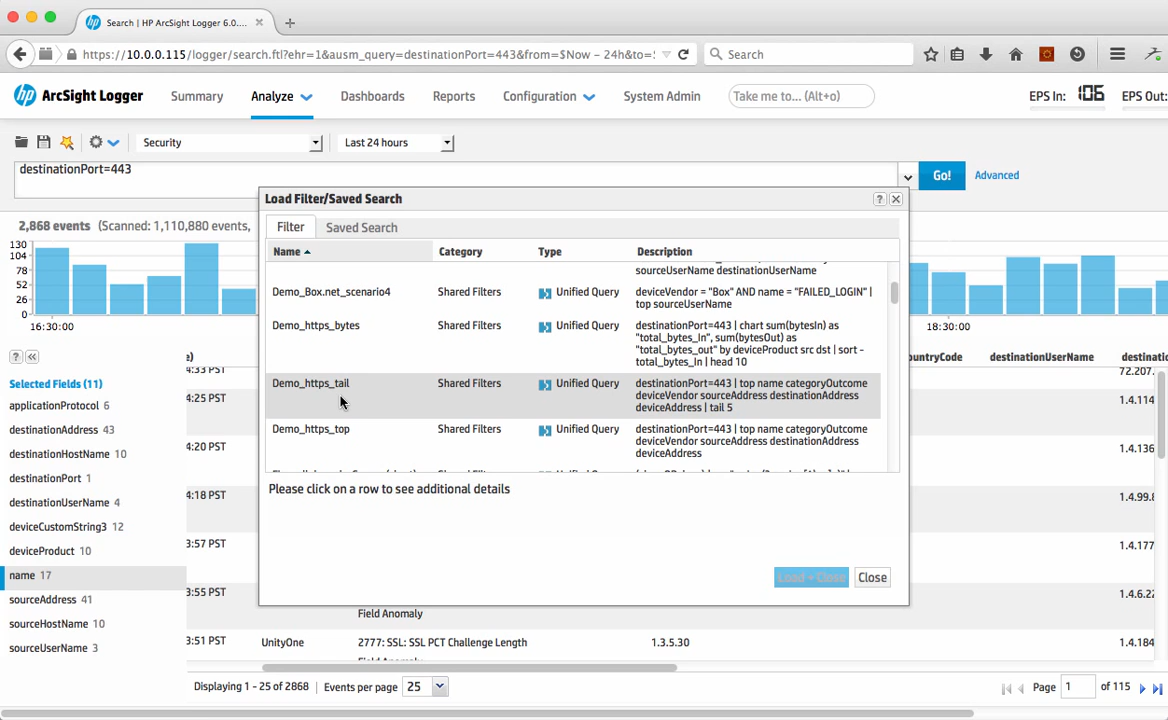 Search | HP ArcSight Logger 6.0....
https://10.0.0.115/logger/search.ftl?ehr=1&ausm_query=destinationPort=443&from=$Now – 24h&to=
Search
hp ArcSight Logger Summary Analyze Dashboards Reports Configuration System Admin Take me to... (Alt+o) EPS In: 106 EPS Out:
Security Last 24 hours
destinationPort=443
Go! Advanced
Load Filter/Saved Search
2,868 events (Scanned: 1,110,880 events,
Filter Saved Search
130
104
78
52
26
0
16:30:00 18:30:00
Name Category Type Description
sourceUserName destinationUserName
Demo_Box.net_scenario4 Shared Filters Unified Query deviceVendor = "Box" AND name = "FAILED_LOGIN" |
top sourceUserName
Demo_https_bytes Shared Filters Unified Query destinationPort=443 | chart sum(bytesIn) as
"total_bytes_In", sum(bytesOut) as
"total_bytes_out" by deviceProduct src dst | sort -
total_bytes_In | head 10
Demo_https_tail Shared Filters Unified Query destinationPort=443 | top name categoryOutcome
deviceVendor sourceAddress destinationAddress
deviceAddress | tail 5
Demo_https_top Shared Filters Unified Query destinationPort=443 | top name categoryOutcome
deviceVendor sourceAddress destinationAddress
deviceAddress
Please click on a row to see additional details
Load + Close Close
Selected Fields (11)
applicationProtocol 6
destinationAddress 43
destinationHostName 10
destinationPort 1
destinationUserName 4
deviceCustomString3 12
deviceProduct 10
name 17
sourceAddress 41
sourceHostName 10
sourceUserName 3
e) ountryCode destinationUserName destinatio
4:33 PST 72.207.
4:25 PST 1.4.114
4:20 PST 1.4.136
4:18 PST 1.4.99.8
3:57 PST 1.4.177
3:55 PST 1.4.6.22
Field Anomaly
3:51 PST UnityOne 2777: SSL: SSL PCT Challenge Length 1.3.5.30 1.4.184
Field Anomaly
Displaying 1 - 25 of 2868 | Events per page 25 Page 1 of 115